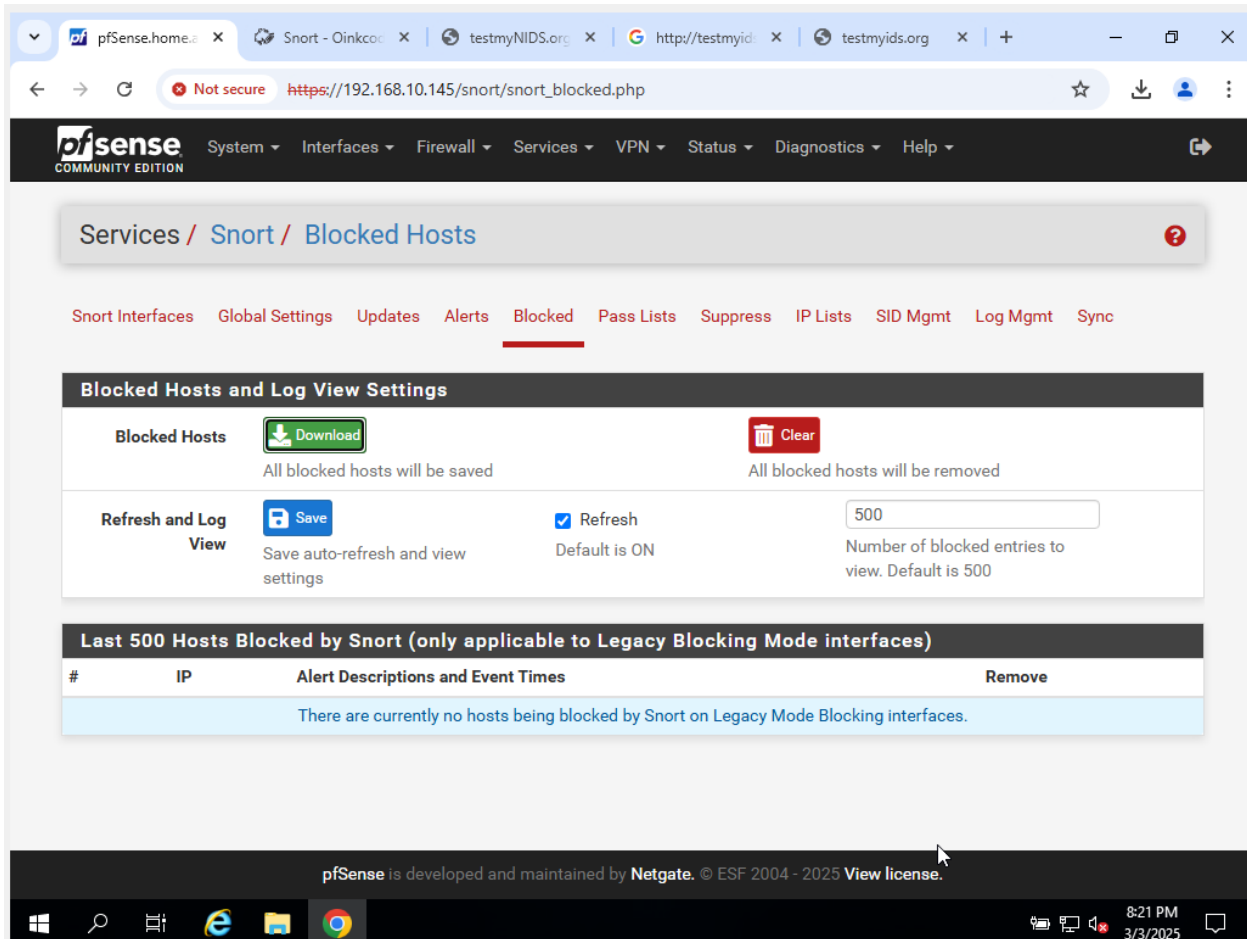 pfSense.home.a
Snort - Oinkcod
testmyNIDS.org
http://testmyid
testmyids.org
Not secure https://192.168.10.145/snort/snort_blocked.php
pfsense
COMMUNITY EDITION
System Interfaces Firewall Services VPN Status Diagnostics Help
Services / Snort / Blocked Hosts
Snort Interfaces Global Settings Updates Alerts Blocked Pass Lists Suppress IP Lists SID Mgmt Log Mgmt Sync
Blocked Hosts and Log View Settings
Blocked Hosts
Download
All blocked hosts will be saved
Clear
All blocked hosts will be removed
Refresh and Log
View
Save
Save auto-refresh and view
settings
Refresh
Default is ON
500
Number of blocked entries to
view. Default is 500
Last 500 Hosts Blocked by Snort (only applicable to Legacy Blocking Mode interfaces)
# IP Alert Descriptions and Event Times Remove
There are currently no hosts being blocked by Snort on Legacy Mode Blocking interfaces.
pfSense is developed and maintained by Netgate. © ESF 2004 - 2025 View license.
8:21 PM
3/3/2025